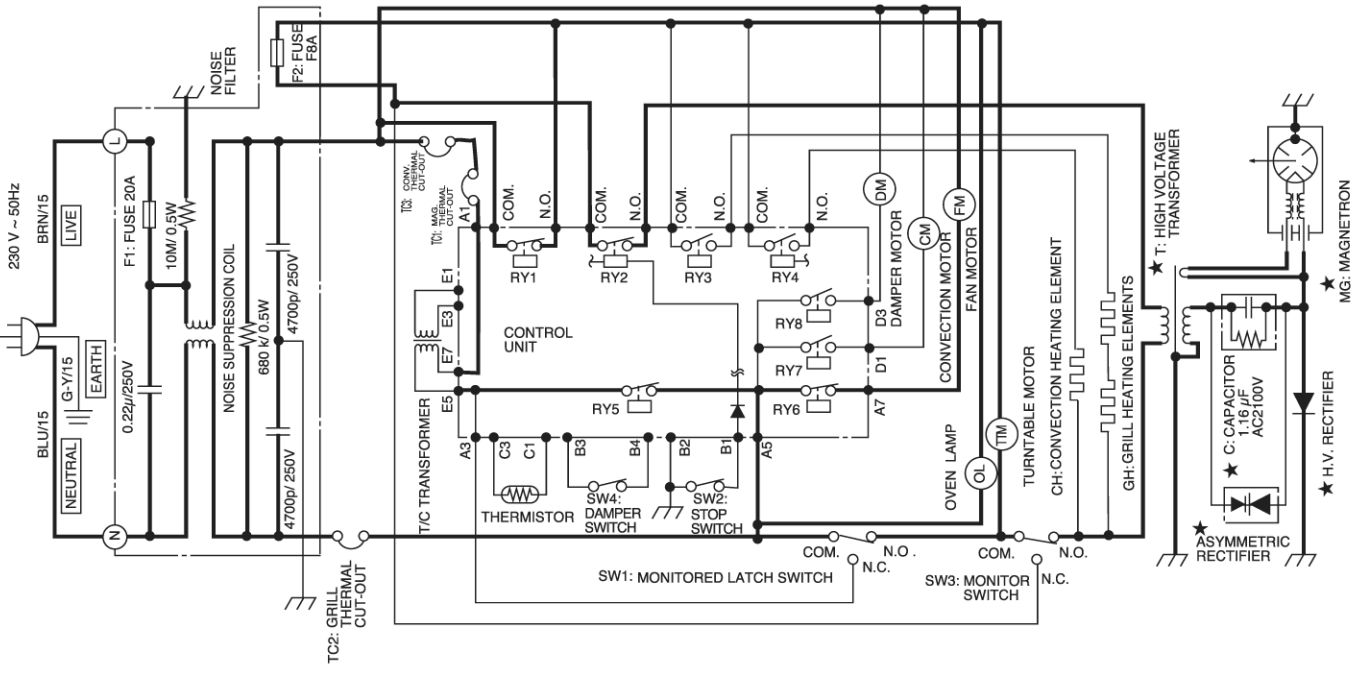 230 V ~ 50Hz
BRN/15
LIVE
G-Y/15
EARTH
BLU/15
NEUTRAL
L
N
F1: FUSE 20A
10M/ 0.5W
0.22μ/250V
NOISE
FILTER
NOISE SUPPRESSION COIL
680 k/ 0.5W
4700p/ 250V
4700p/ 250V
F2: FUSE
F8A
TC2: GRILL
THERMAL
CUT-OUT
TC3: CONV.
THERMAL
CUT-OUT
TC1: MAG.
THERMAL
CUT-OUT
A1
COM.
N.O.
COM.
N.O.
COM.
N.O.
COM.
N.O.
RY1
RY2
RY3
RY4
E1
E3
E7
E5
T/C TRANSFORMER
CONTROL
UNIT
RY8
RY7
RY5
RY6
D3
D1
A7
A3
C3
C1
B3
B4
B2
B1
A5
THERMISTOR
SW4:
DAMPER
SWITCH
SW2:
STOP
SWITCH
DM
CM
FM
DAMPER MOTOR
CONVECTION MOTOR
FAN MOTOR
OL
OVEN LAMP
TTM
TURNTABLE MOTOR
CH: CONVECTION HEATING ELEMENT
GH: GRILL HEATING ELEMENTS
COM.
N.O .
N.C.
SW1: MONITORED LATCH SWITCH
COM.
N.O.
N.C.
SW3: MONITOR
SWITCH
★ T: HIGH VOLTAGE
TRANSFORMER
★ C: CAPACITOR
1.16 μF
AC2100V
★
ASYMMETRIC
RECTIFIER
★ H.V. RECTIFIER
★
MG: MAGNETRON